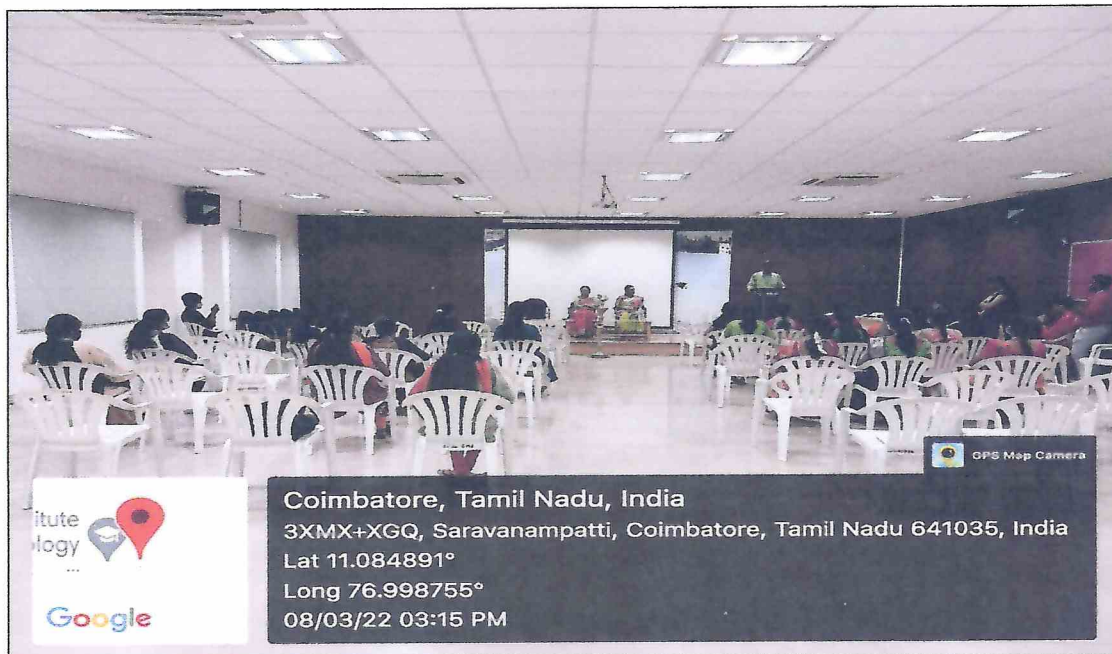 GPS Map Camera
Coimbatore, Tamil Nadu, India
3XMX+XGQ, Saravanampatti, Coimbatore, Tamil Nadu 641035, India
Lat 11.084891°
Long 76.998755°
08/03/22 03:15 PM
itute
ology
...
Google